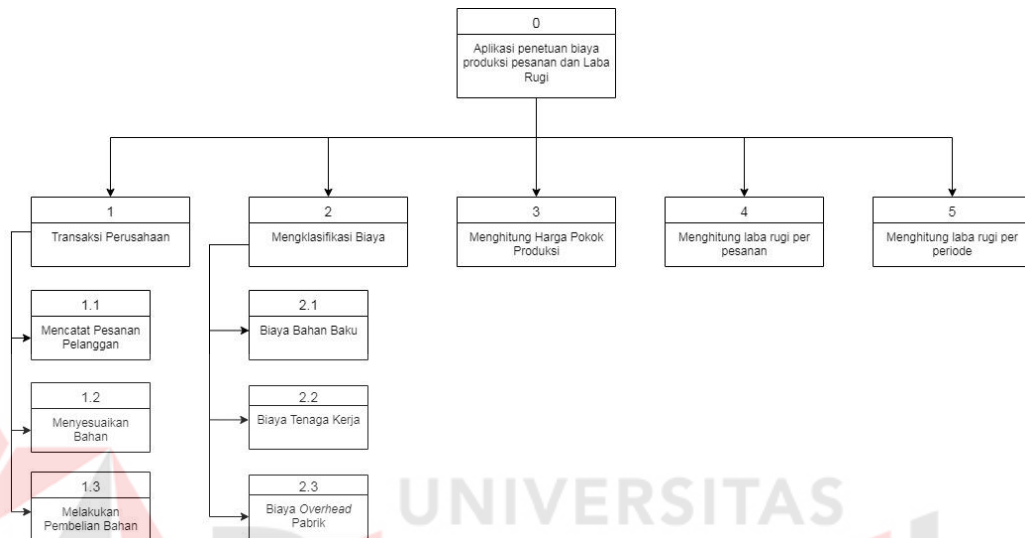 0
Aplikasi penetuan biaya
produksi pesanan dan Laba
Rugi
1
Transaksi Perusahaan
2
Mengklasifikasi Biaya
3
Menghitung Harga Pokok
Produksi
4
Menghitung laba rugi per
pesanan
5
Menghitung laba rugi per
periode
1.1
Mencatat Pesanan
Pelanggan
1.2
Menyesuaikan
Bahan
1.3
Melakukan
Pembelian Bahan
2.1
Biaya Bahan Baku
2.2
Biaya Tenaga Kerja
2.3
Biaya Overhead
Pabrik
UNIVERSITAS